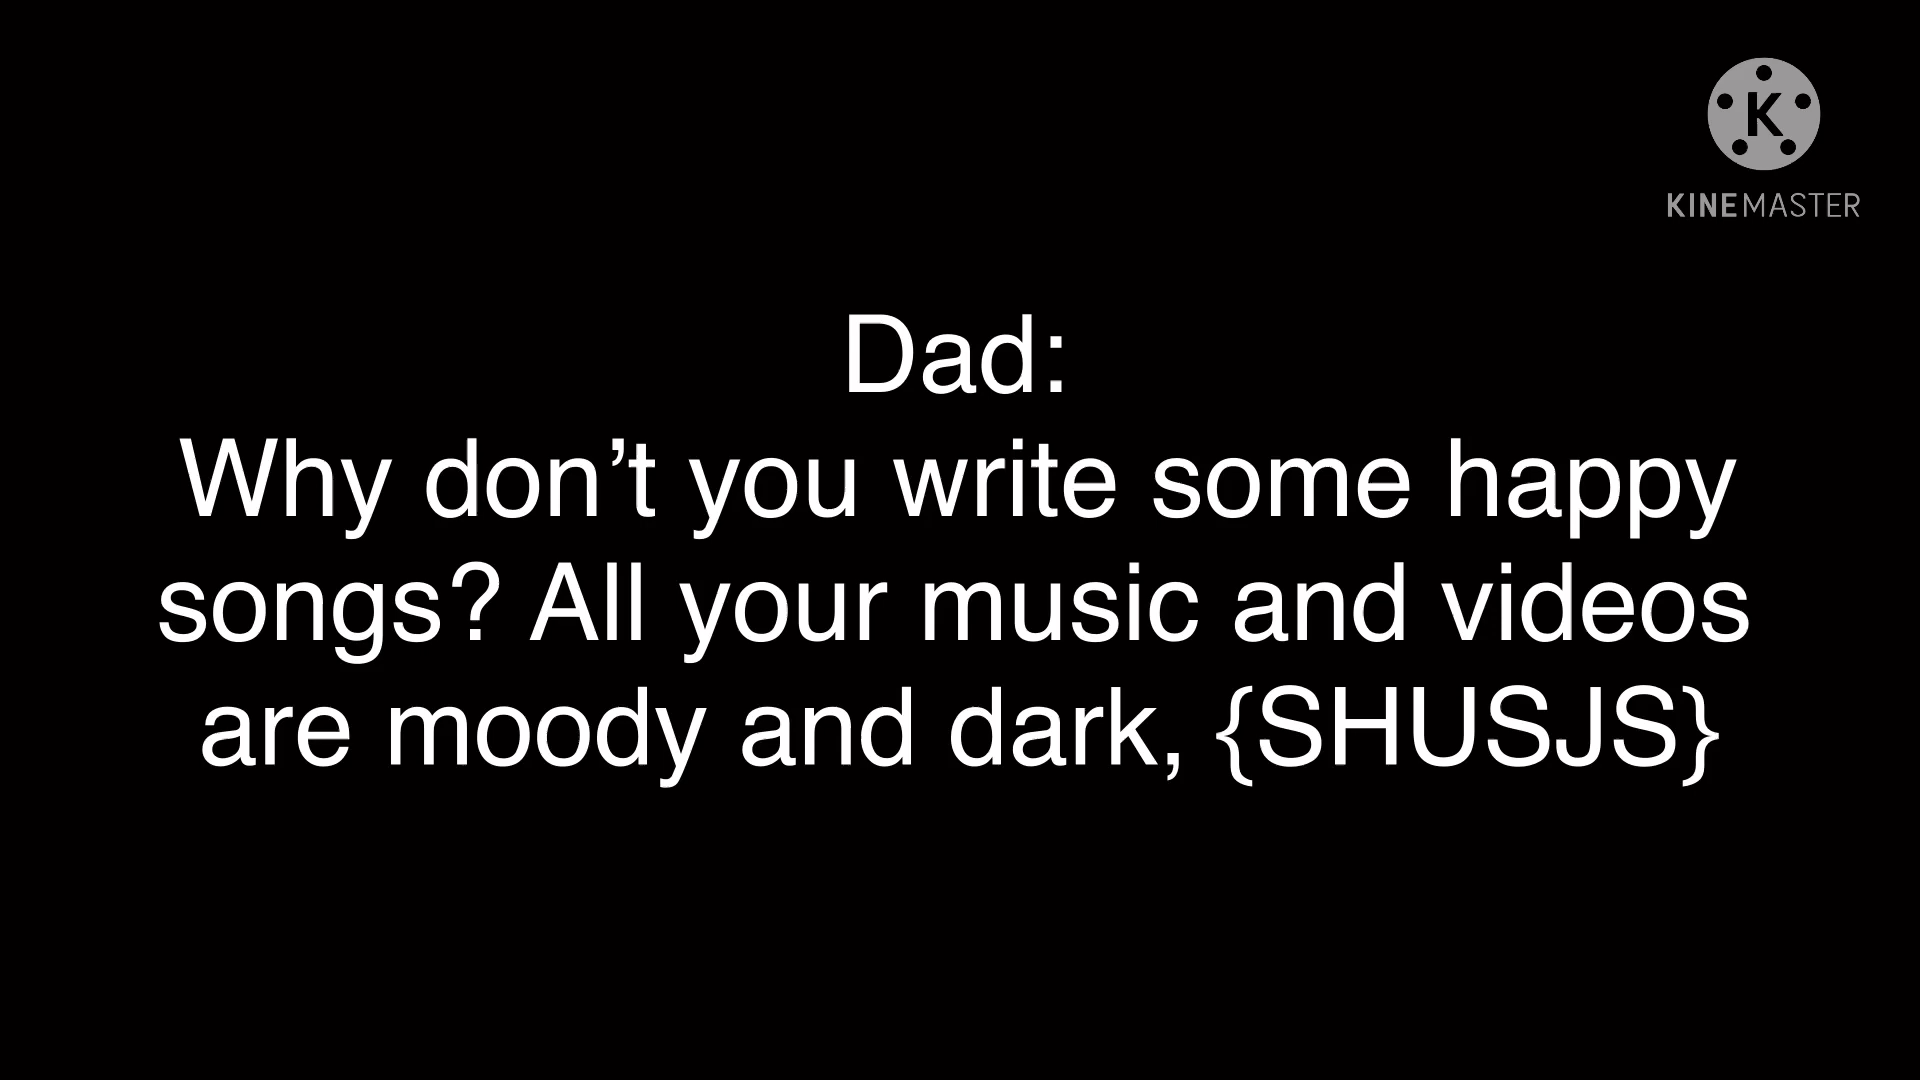 K
KINEMASTER
Dad:
Why don’t you write some happy
songs? All your music and videos
are moody and dark, {SHUSJS}